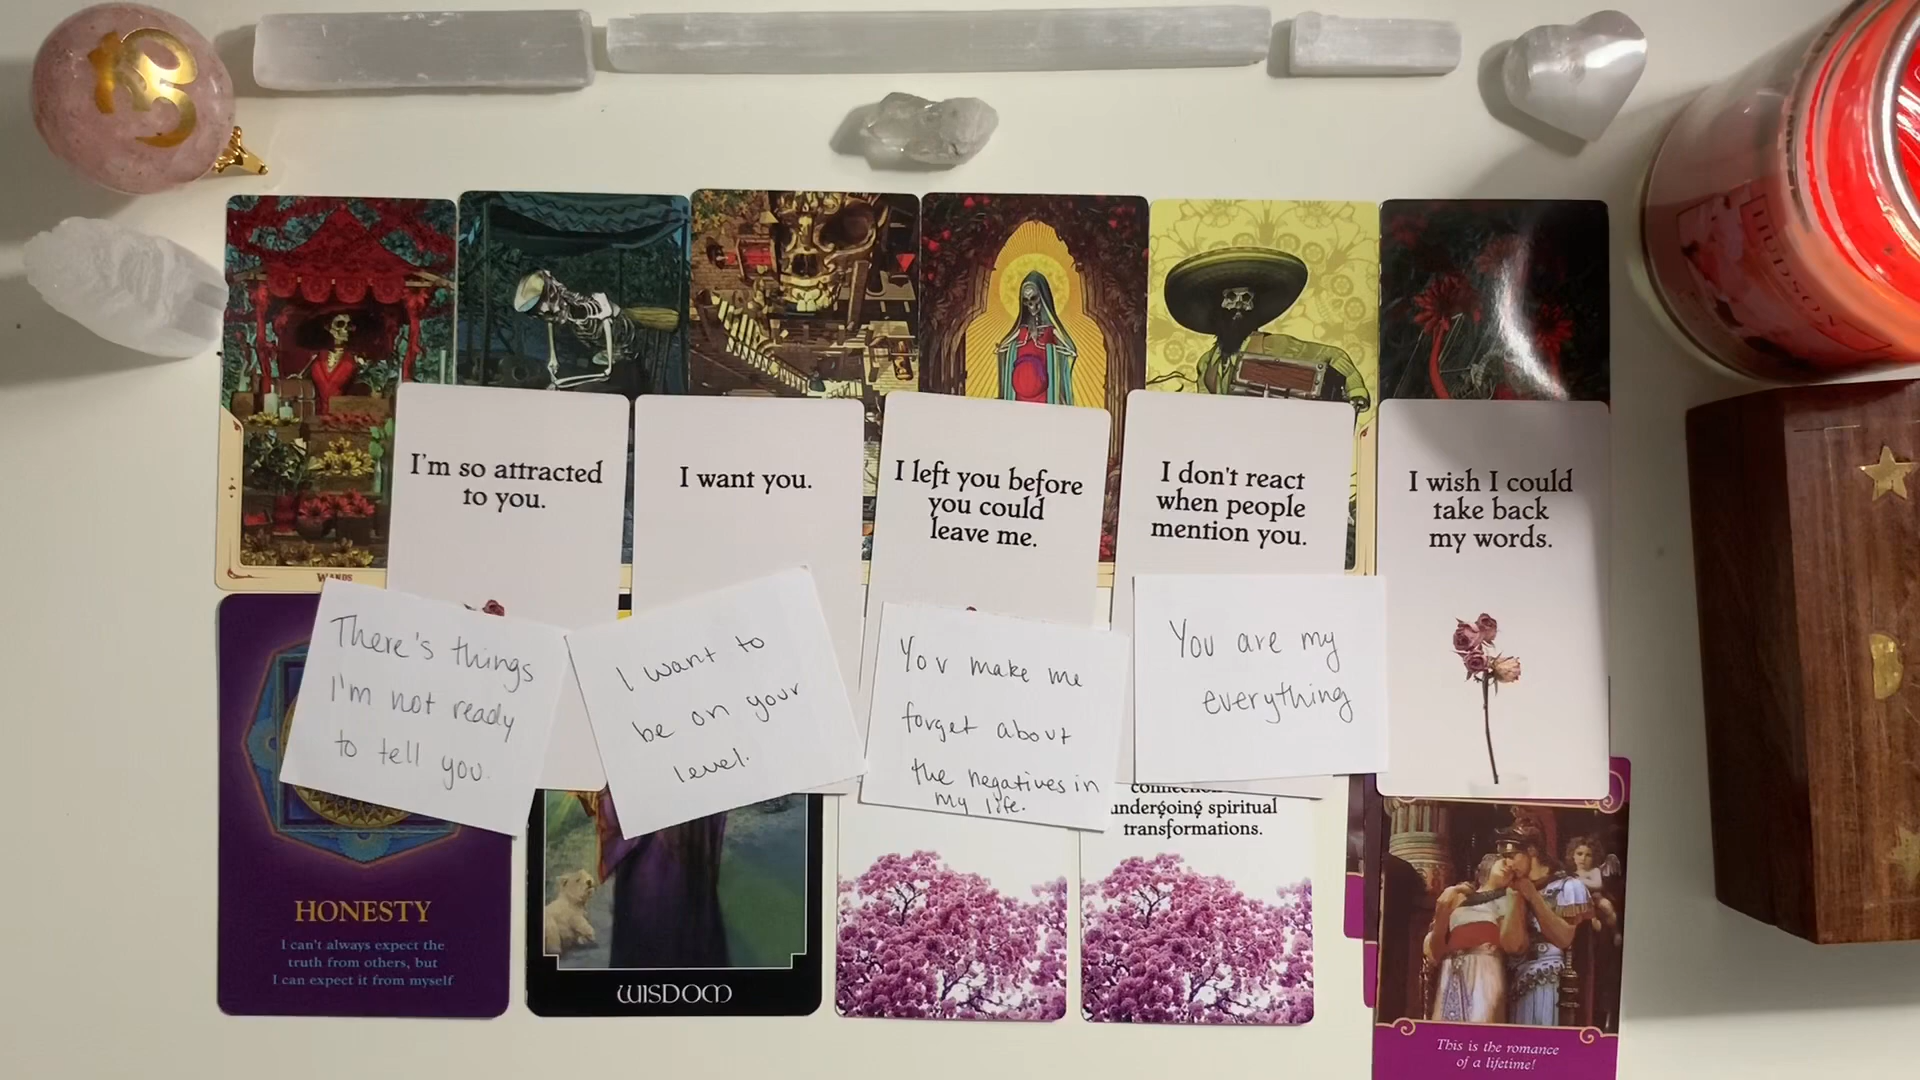 I'm so attracted
to you.
I want you.
I left you before
you could
leave me.
I don't react
when people
mention you.
I wish I could
take back
my words.
WANDS
There's things
I'm not ready
to tell you.
I want to
be on your
level.
You make me
forget about
the negatives in
my life.
You are my
everything
undergoing spiritual
transformations.
HONESTY
I can't always expect the
truth from others, but
I can expect it from myself
WISDOM
This is the romance
of a lifetime!